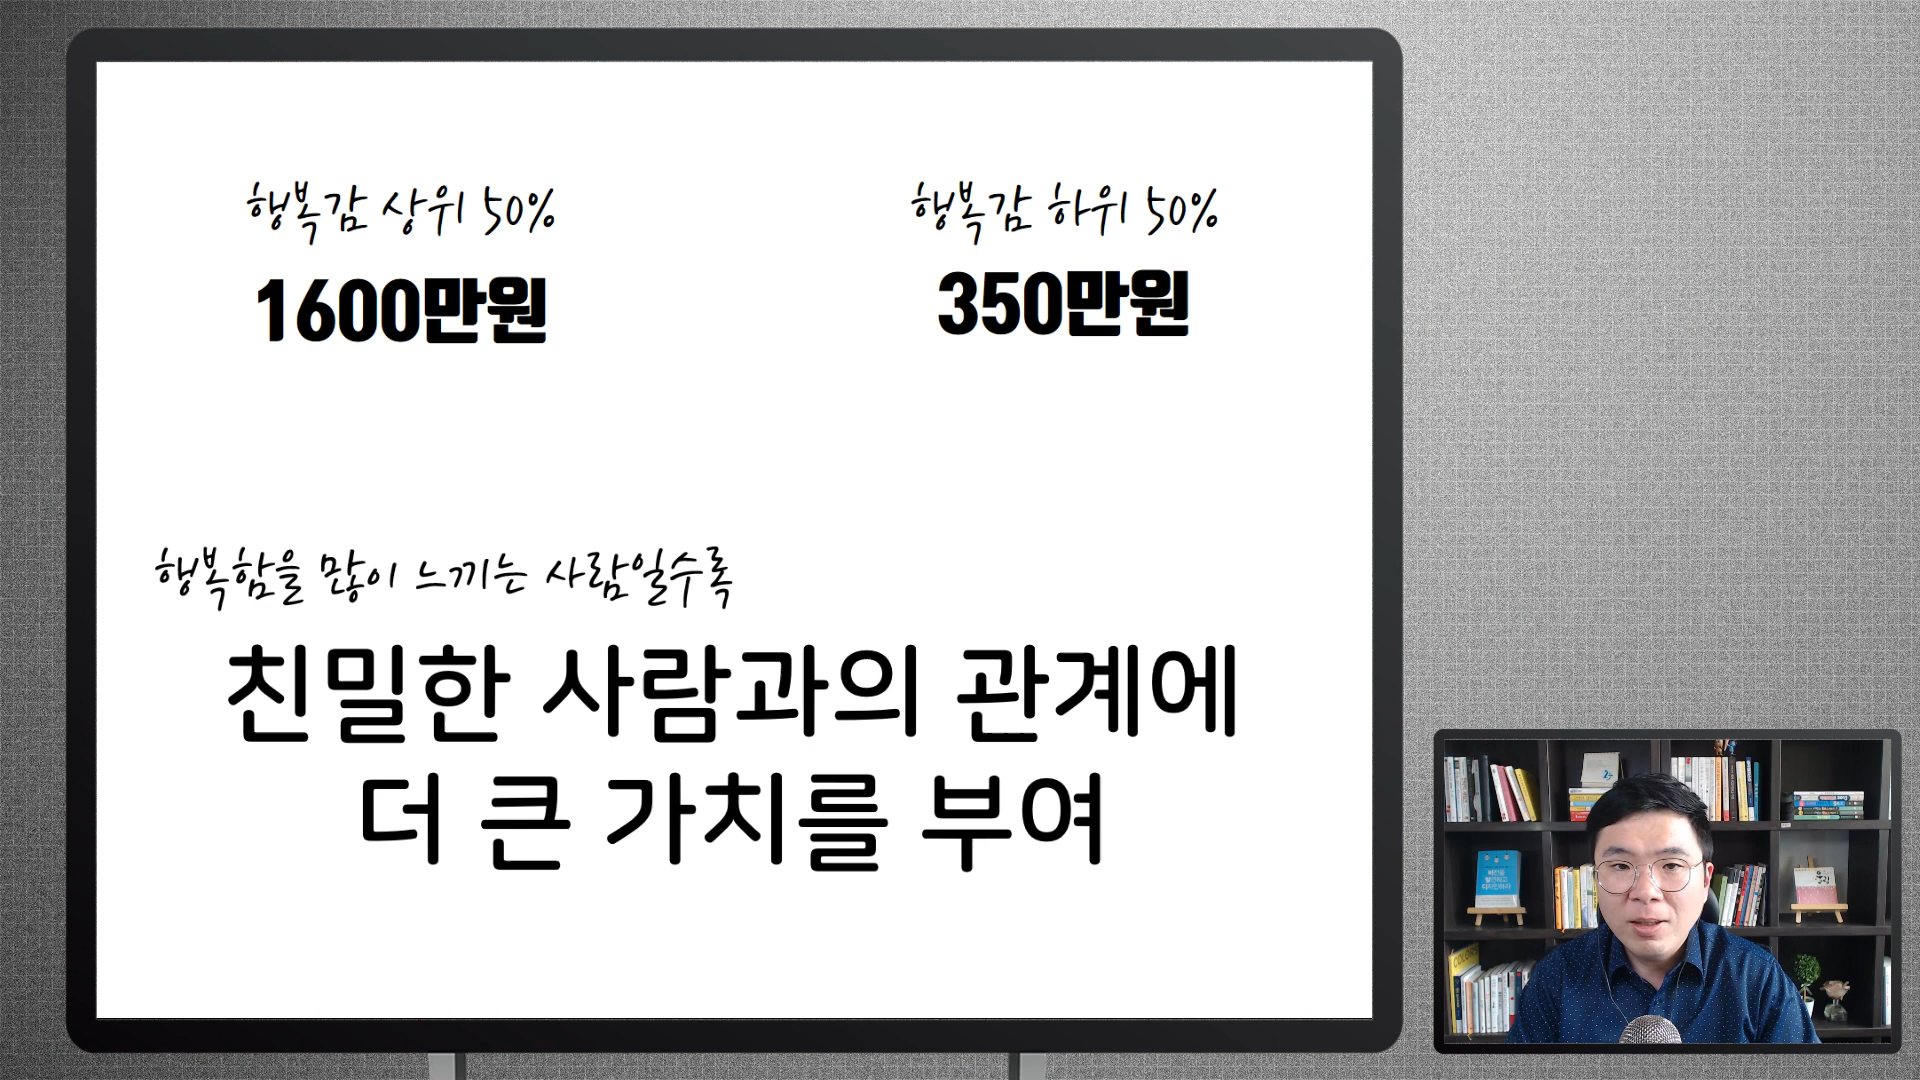 행복감 상위 50%
1600만원
행복감 하위 50%
350만원
행복함을 많이 느끼는 사람일수록
친밀한 사람과의 관계에
더 큰 가치를 부여